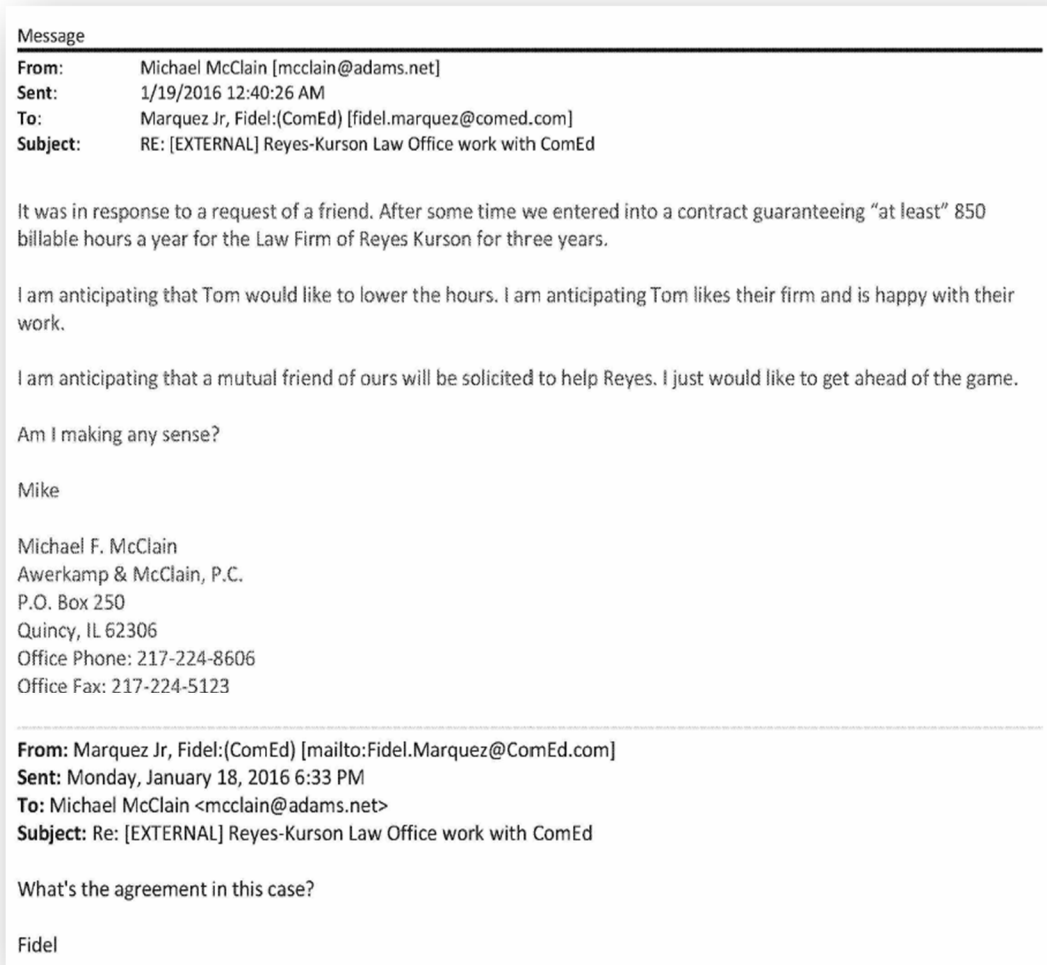 Message
From: Michael McClain [mcclain@adams.net]
Sent: 1/19/2016 12:40:26 AM
To: Marquez Jr, Fidel:(ComEd) [fidel.marquez@comed.com]
Subject: RE: [EXTERNAL] Reyes-Kurson Law Office work with ComEd
It was in response to a request of a friend. After some time we entered into a contract guaranteeing “at least” 850
billable hours a year for the Law Firm of Reyes Kurson for three years.
I am anticipating that Tom would like to lower the hours. I am anticipating Tom likes their firm and is happy with their
work.
I am anticipating that a mutual friend of ours will be solicited to help Reyes. I just would like to get ahead of the game.
Am I making any sense?
Mike
Michael F. McClain
Awerkamp & McClain, P.C.
P.O. Box 250
Quincy, IL 62306
Office Phone: 217-224-8606
Office Fax: 217-224-5123
From: Marquez Jr, Fidel:(ComEd) [mailto:Fidel.Marquez@ComEd.com]
Sent: Monday, January 18, 2016 6:33 PM
To: Michael McClain <mcclain@adams.net>
Subject: Re: [EXTERNAL] Reyes-Kurson Law Office work with ComEd
What's the agreement in this case?
Fidel